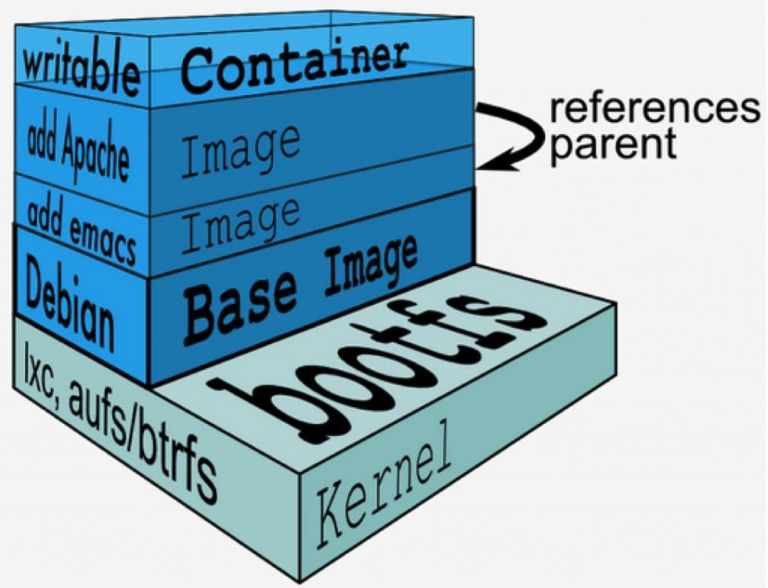 writable Container
add Apache Image
references
parent
add emacs Image
Debian Base Image
lxc, aufs/btrfs
bootfs
Kernel